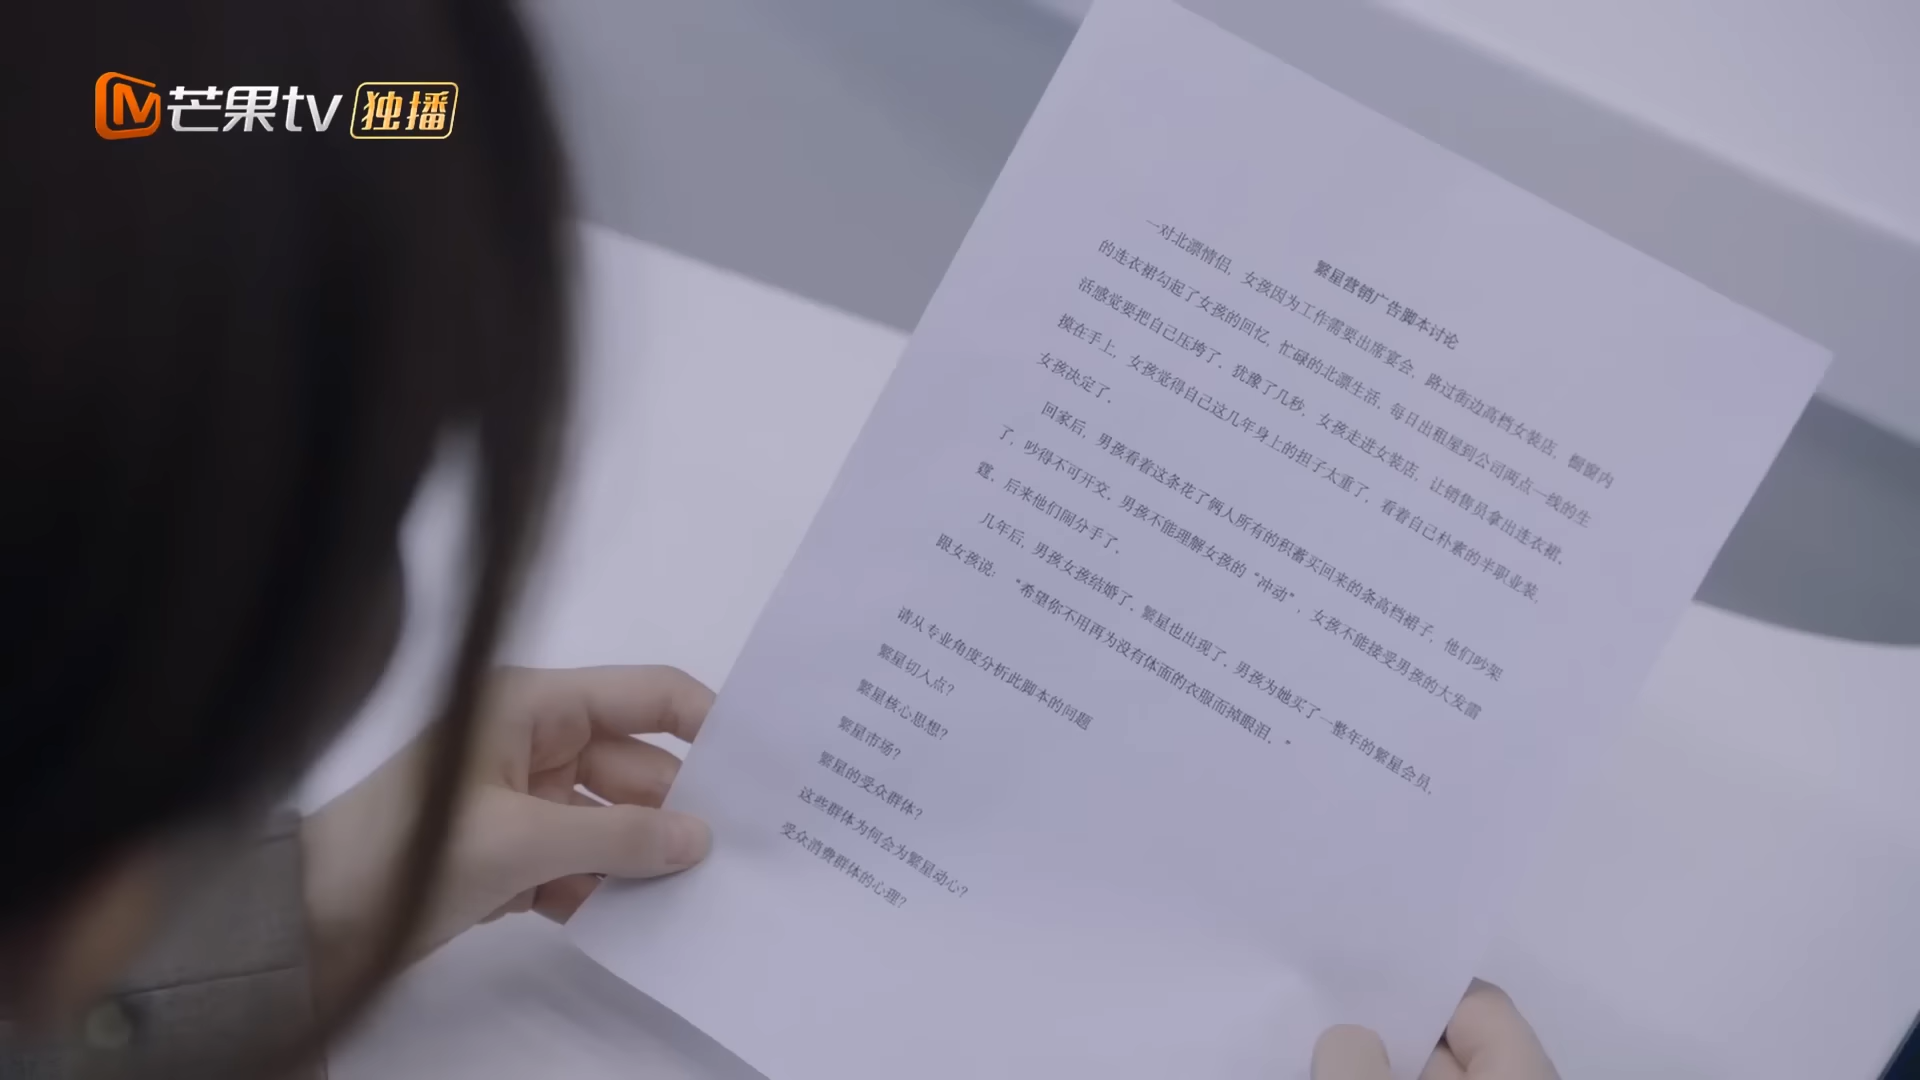 芒果tv 独播
繁星营销广告脚本讨论
一对北漂情侣，女孩因为工作需要出席宴会，路过街边高档女装店，橱窗内
的连衣裙勾起了女孩的回忆，忙碌的北漂生活，每日出租屋到公司两点一线的生
活感觉要把自己压垮了。犹豫了几秒，女孩走进女装店，让销售员拿出连衣裙，
摸在手上，女孩觉得自己这几年身上的担子太重了，看着自己朴素的半职业装，
女孩决定了。
回家后，男孩看着这条花了俩人所有的积蓄买回来的条高档裙子，他们吵架
了，吵得不可开交。男孩不能理解女孩的“冲动”，女孩不能接受男孩的大发雷
霆，后来他们闹分手了。
几年后，男孩女孩结婚了，繁星也出现了，男孩为她买了一整年的繁星会员，
跟女孩说：“希望你不用再为没有体面的衣服而掉眼泪。”
请从专业角度分析此脚本的问题
繁星切入点？
繁星核心思想？
繁星市场？
繁星的受众群体？
这些群体为何会为繁星动心？
受众消费群体的心理？